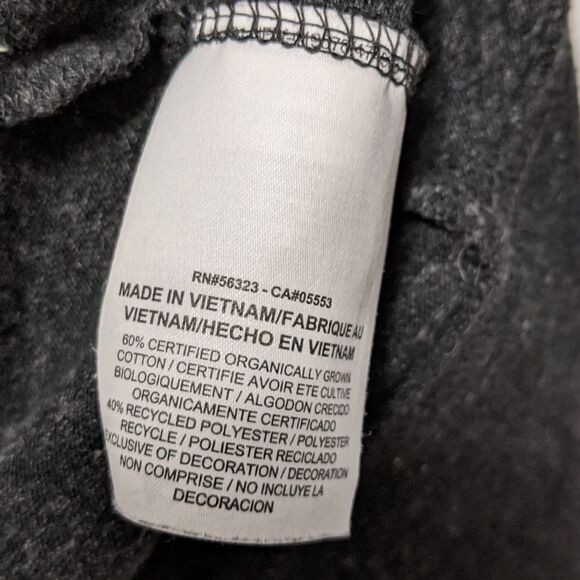 RN#56323 - CA#05553
MADE IN VIETNAM/FABRIQUE AU
VIETNAM/HECHO EN VIETNAM
60% CERTIFIED ORGANICALLY GROWN
COTTON / CERTIFIE AVOIR ETE CULTIVE
BIOLOGIQUEMENT / ALGODON CRECIDO
ORGANICAMENTE CERTIFICADO
40% RECYCLED POLYESTER / POLYESTER
RECYCLE / POLIESTER RECICLADO
EXCLUSIVE OF DECORATION / DECORATION
NON COMPRISE / NO INCLUYE LA
DECORACION